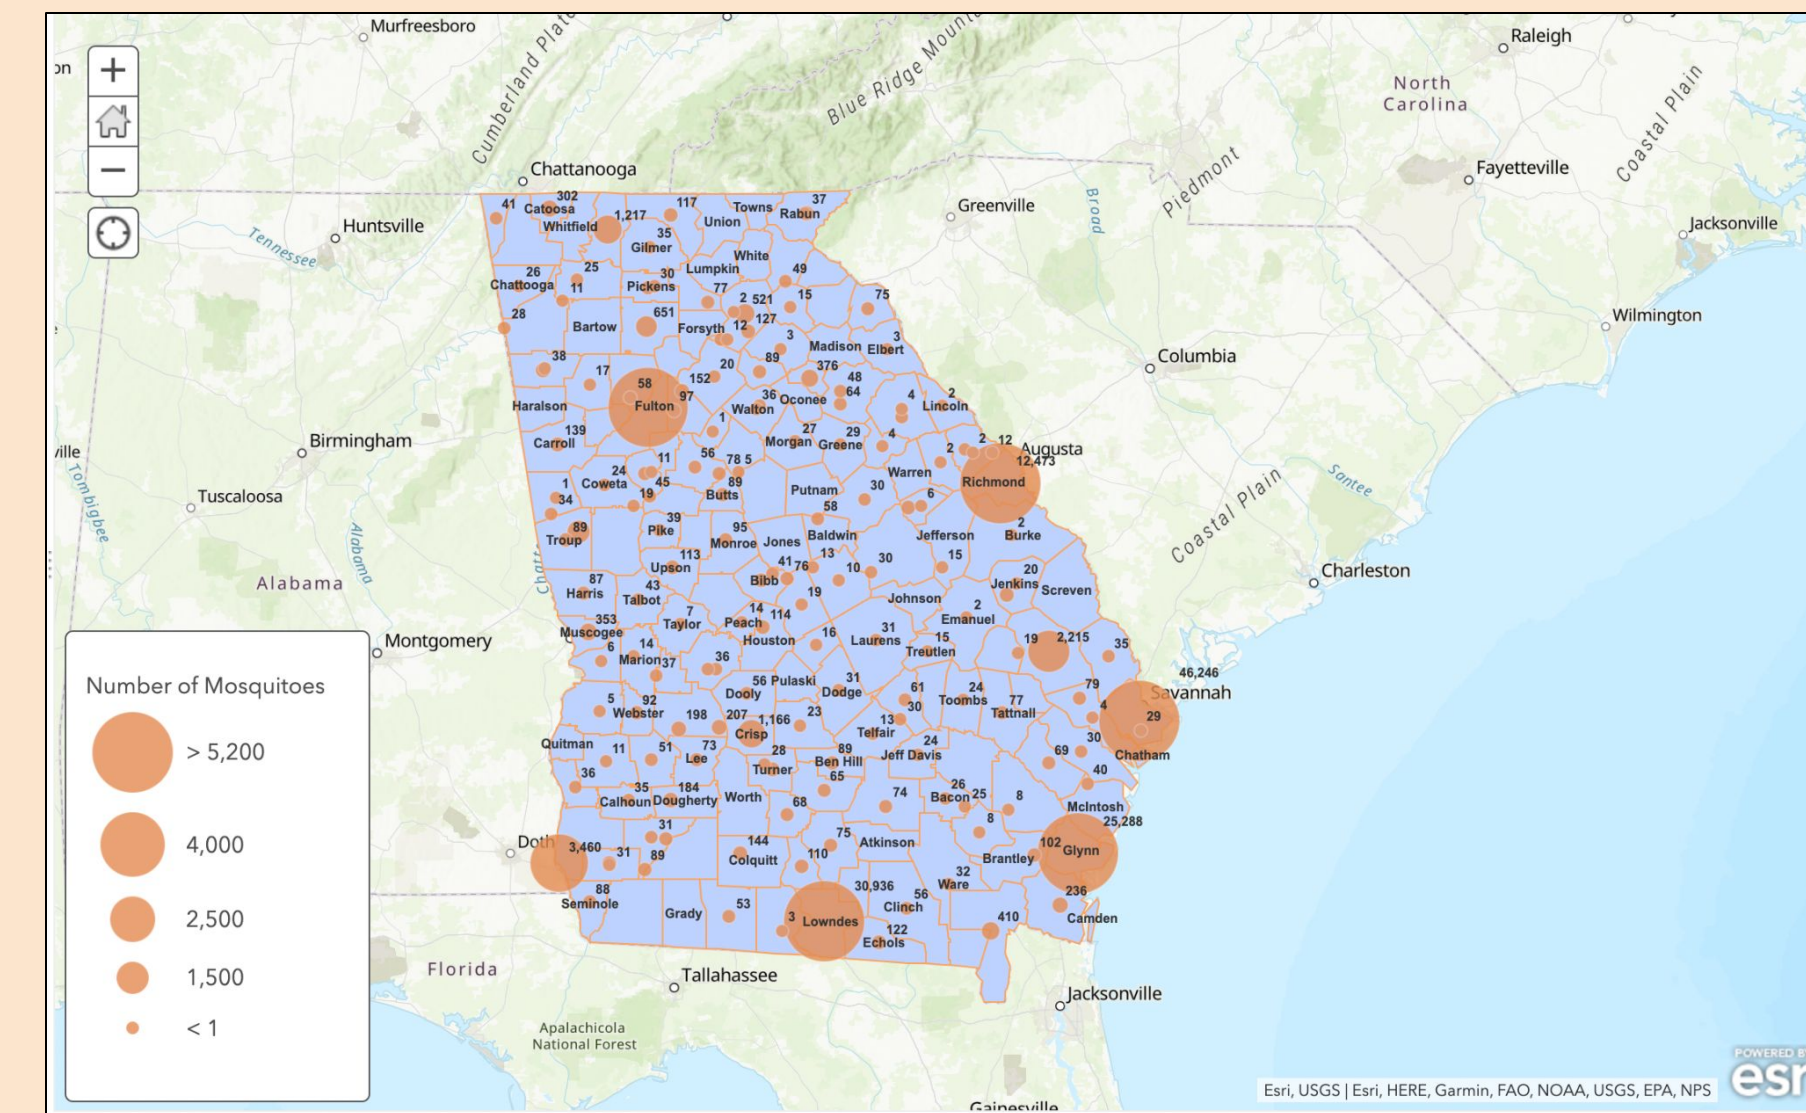 Murfreesboro
Cumberland Plate
Blue Ridge Mounta
Raleigh
on
North
Carolina
Coastal Plain
Chattanooga
Piedmont
Fayetteville
Greenville
Broad
Huntsville
Tennessee
Jacksonville
Wilmington
Columbia
41
302
Catoosa
Whitfield
1,217
117
Towns
37
Rabun
Union
35
Gilmer
White
Lumpkin
26
Chattooga
25
11
30
Pickens
49
77
2
521
15
75
28
Bartow
651
Forsyth
12
127
3
Madison
3
Elbert
38
17
58
Fulton
152
97
20
89
376
48
64
36
Walton
Oconee
4
2
Lincoln
Haralson
139
Carroll
1
27
Morgan
29
Greene
4
2
2
12
Augusta
12,473
Richmond
Birmingham
ville
Tombigbee
Tuscaloosa
Alabama
Alabama
Chatt
24
Coweta
11
45
19
56
78
5
89
Butts
Warren
Putnam
30
6
58
1
34
89
Troup
39
Pike
95
Monroe
Jones
Baldwin
Jefferson
2
Burke
113
Upson
41
76
Bibb
13
10
30
15
Coastal Plain
Santee
Charleston
87
Harris
43
Talbot
19
Johnson
20
Jenkins
Screven
353
Muscogee
7
Taylor
14
Peach
114
Houston
16
31
Laurens
2
Emanuel
15
Treutlen
19
2,215
35
6
14
Marion
37
36
56
Dooly
Pulaski
31
Dodge
61
30
24
Toombs
77
Tattnall
79
4
46,246
Savannah
29
Chatham
Montgomery
5
92
Webster
198
207
1,166
Crisp
23
13
Telfair
Quitman
11
51
73
Lee
28
Turner
89
Ben Hill
65
24
Jeff Davis
69
30
40
36
35
Calhoun
184
Dougherty
Worth
68
74
26
Bacon
25
8
8
McIntosh
25,288
102
Glynn
Brantley
Doth
3,460
31
31
89
144
Colquitt
75
110
Atkinson
32
Ware
88
Seminole
Grady
53
3
Lowndes
30,936
56
Clinch
122
Echols
410
236
Camden
Number of Mosquitoes
> 5,200
4,000
2,500
1,500
< 1
Florida
Tallahassee
Jacksonville
Apalachicola
National Forest
Gainesville
Esri, USGS | Esri, HERE, Garmin, FAO, NOAA, USGS, EPA, NPS
POWERED BY
esri